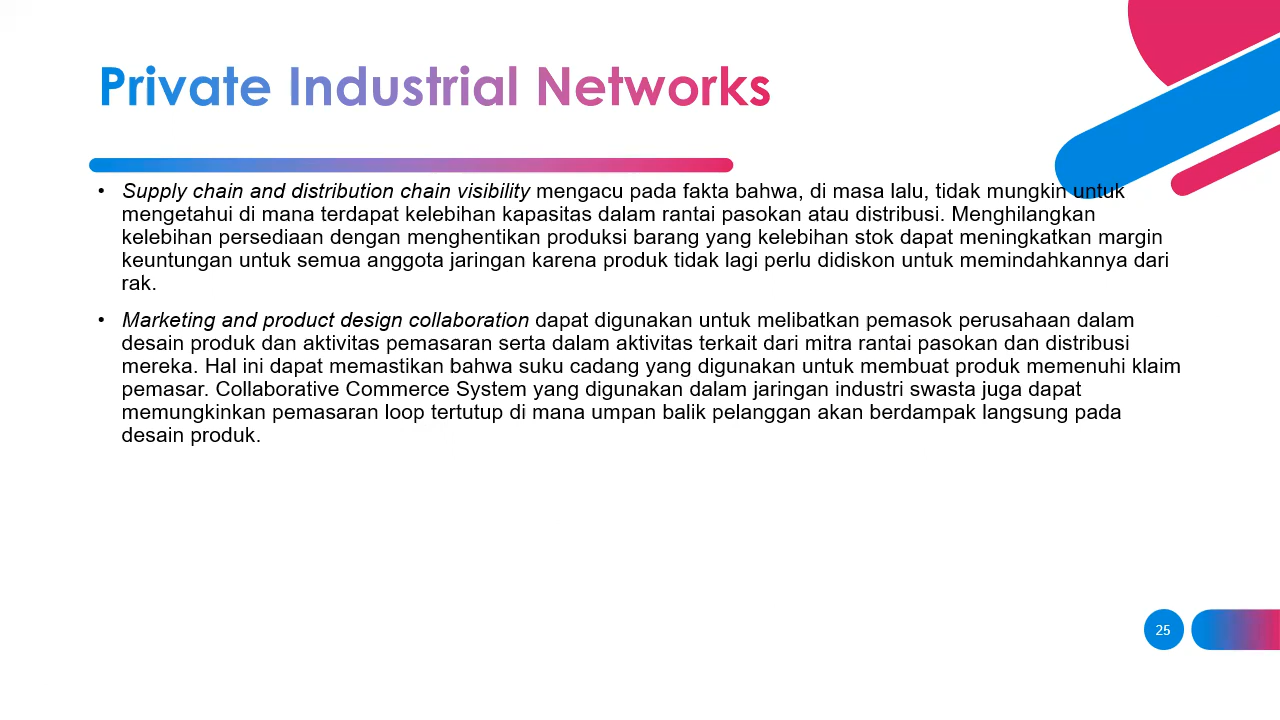 Private Industrial Networks
• Supply chain and distribution chain visibility mengacu pada fakta bahwa, di masa lalu, tidak mungkin untuk
mengetahui di mana terdapat kelebihan kapasitas dalam rantai pasokan atau distribusi. Menghilangkan
kelebihan persediaan dengan menghentikan produksi barang yang kelebihan stok dapat meningkatkan margin
keuntungan untuk semua anggota jaringan karena produk tidak lagi perlu didiskon untuk memindahkannya dari
rak.
• Marketing and product design collaboration dapat digunakan untuk melibatkan pemasok perusahaan dalam
desain produk dan aktivitas pemasaran serta dalam aktivitas terkait dari mitra rantai pasokan dan distribusi
mereka. Hal ini dapat memastikan bahwa suku cadang yang digunakan untuk membuat produk memenuhi klaim
pemasar. Collaborative Commerce System yang digunakan dalam jaringan industri swasta juga dapat
memungkinkan pemasaran loop tertutup di mana umpan balik pelanggan akan berdampak langsung pada
desain produk.
25